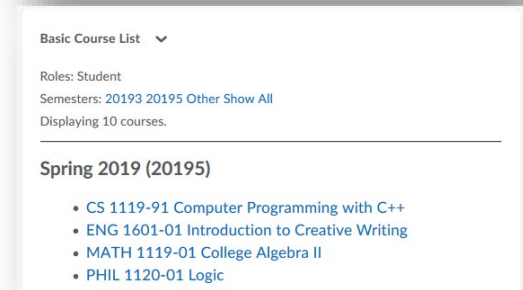 Basic Course List
Roles: Student
Semesters: 20193 20195 Other Show All
Displaying 10 courses.
Spring 2019 (20195)
• CS 1119-91 Computer Programming with C++
• ENG 1601-01 Introduction to Creative Writing
• MATH 1119-01 College Algebra II
• PHIL 1120-01 Logic